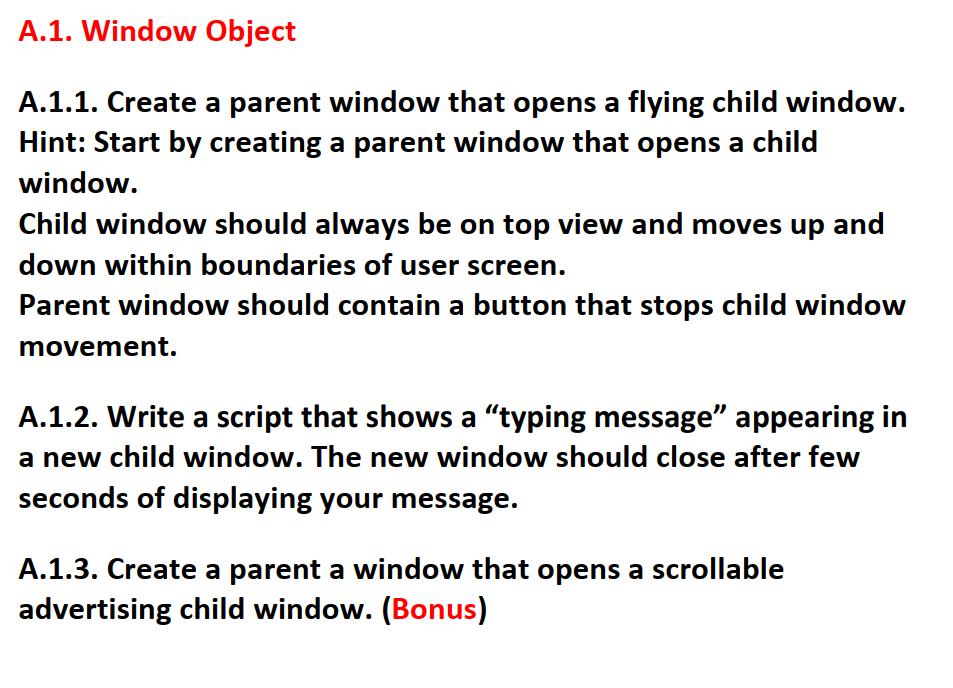 A.1. Window Object
A.1.1. Create a parent window that opens a flying child window.
Hint: Start by creating a parent window that opens a child
window.
Child window should always be on top view and moves up and
down within boundaries of user screen.
Parent window should contain a button that stops child window
movement.
A.1.2. Write a script that shows a “typing message” appearing in
a new child window. The new window should close after few
seconds of displaying your message.
A.1.3. Create a parent a window that opens a scrollable
advertising child window. (Bonus)